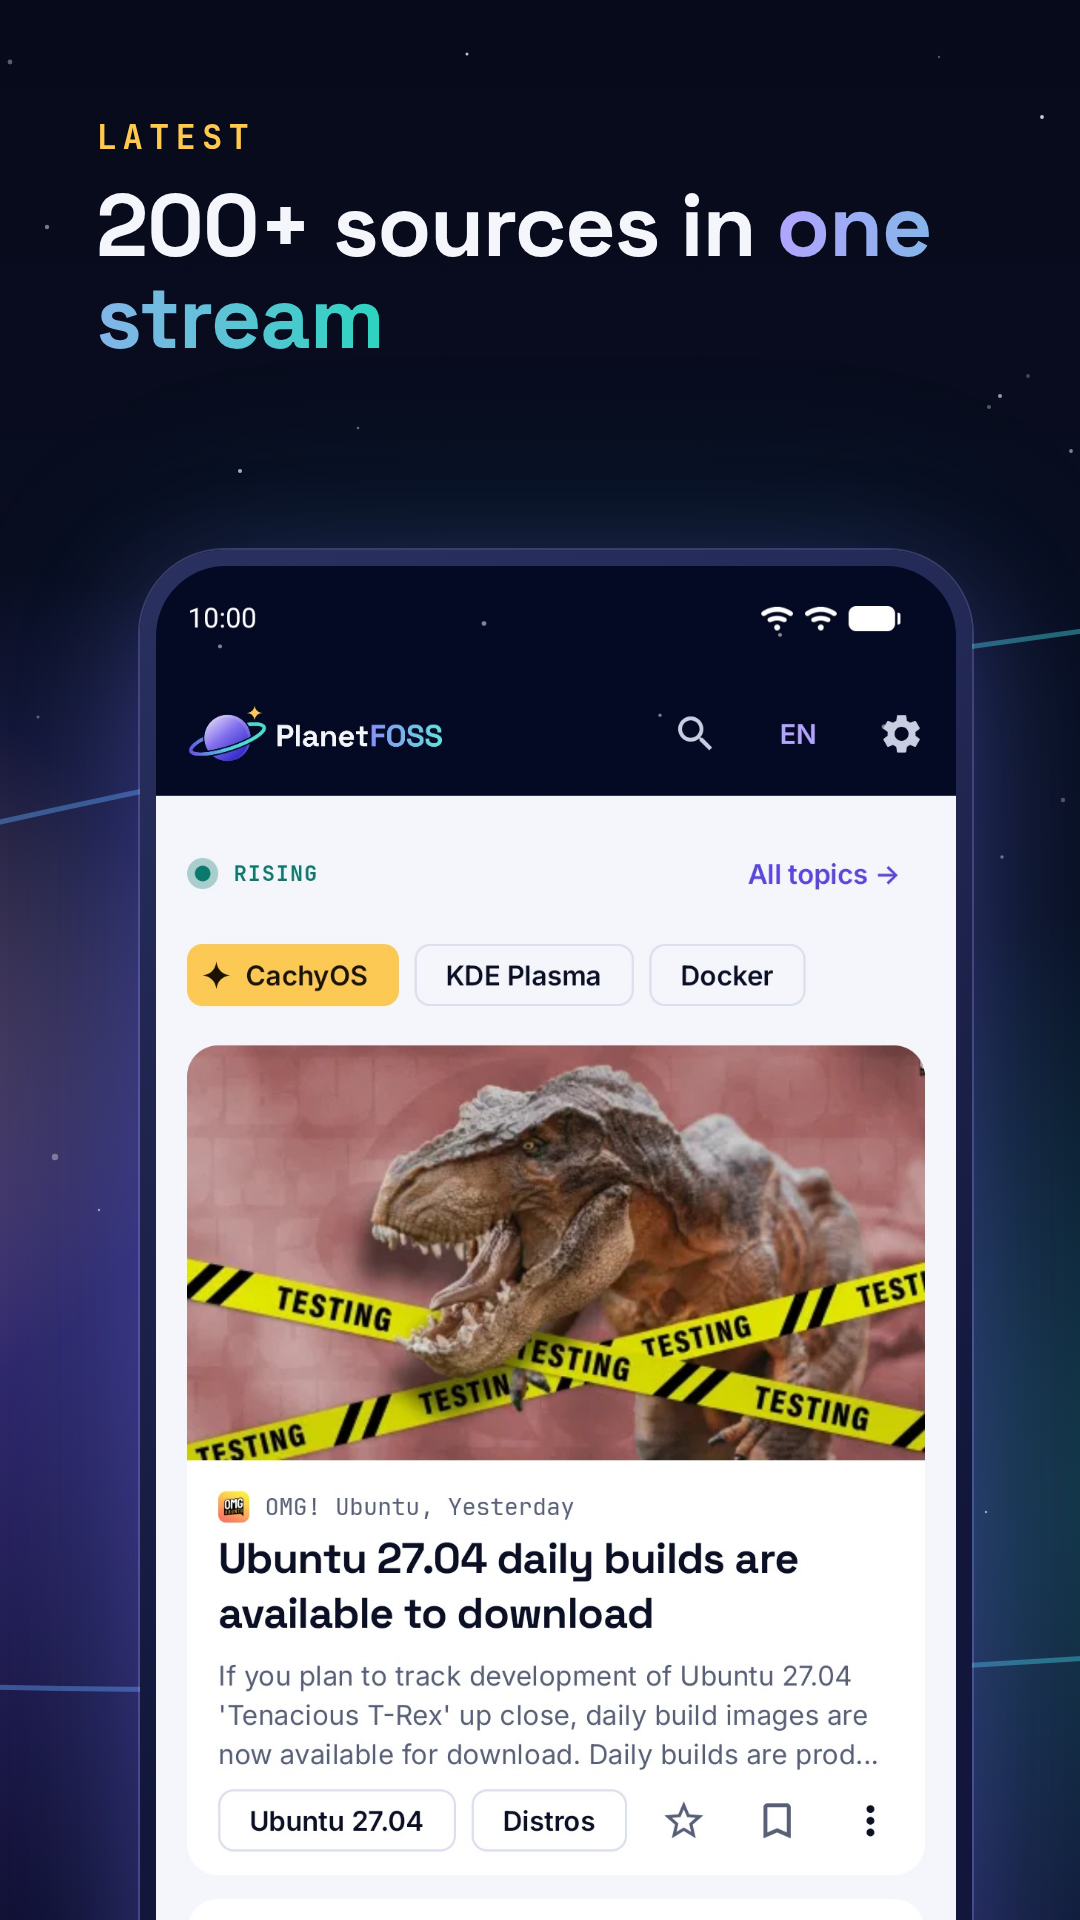 LATEST
200+ sources in one
stream
10:00
PlanetFOSS
EN
RISING
All topics →
CachyOS
KDE Plasma
Docker
TESTING
TESTING
TESTI
TESTING
TESTIN
TESTING
TESTING
OMG! Ubuntu, Yesterday
Ubuntu 27.04 daily builds are
available to download
If you plan to track development of Ubuntu 27.04
'Tenacious T-Rex' up close, daily build images are
now available for download. Daily builds are prod...
Ubuntu 27.04
Distros